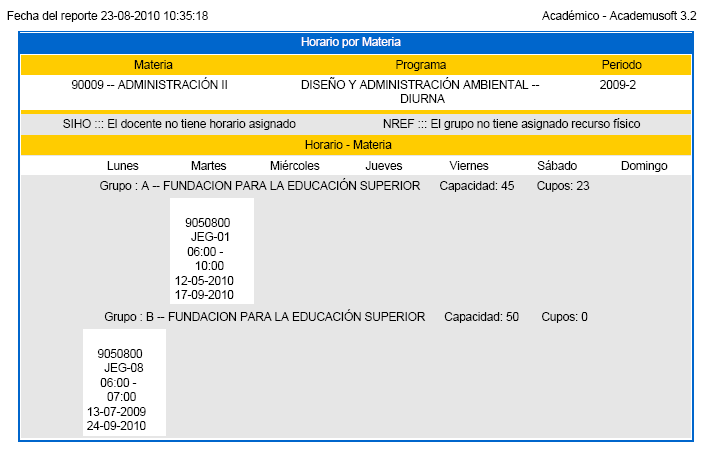 Fecha del reporte 23-08-2010 10:35:18 Académico - Academusoft 3.2
Horario por Materia
Materia Programa Periodo
90009 -- ADMINISTRACIÓN II DISEÑO Y ADMINISTRACIÓN AMBIENTAL -- 2009-2
DIURNA
SIHO ::: El docente no tiene horario asignado NREF ::: El grupo no tiene asignado recurso físico
Horario - Materia
Lunes Martes Miércoles Jueves Viernes Sábado Domingo
Grupo : A -- FUNDACION PARA LA EDUCACIÓN SUPERIOR Capacidad: 45 Cupos: 23
9050800
JEG-01
06:00 -
10:00
12-05-2010
17-09-2010
Grupo : B -- FUNDACION PARA LA EDUCACIÓN SUPERIOR Capacidad: 50 Cupos: 0
9050800
JEG-08
06:00 -
07:00
13-07-2009
24-09-2010